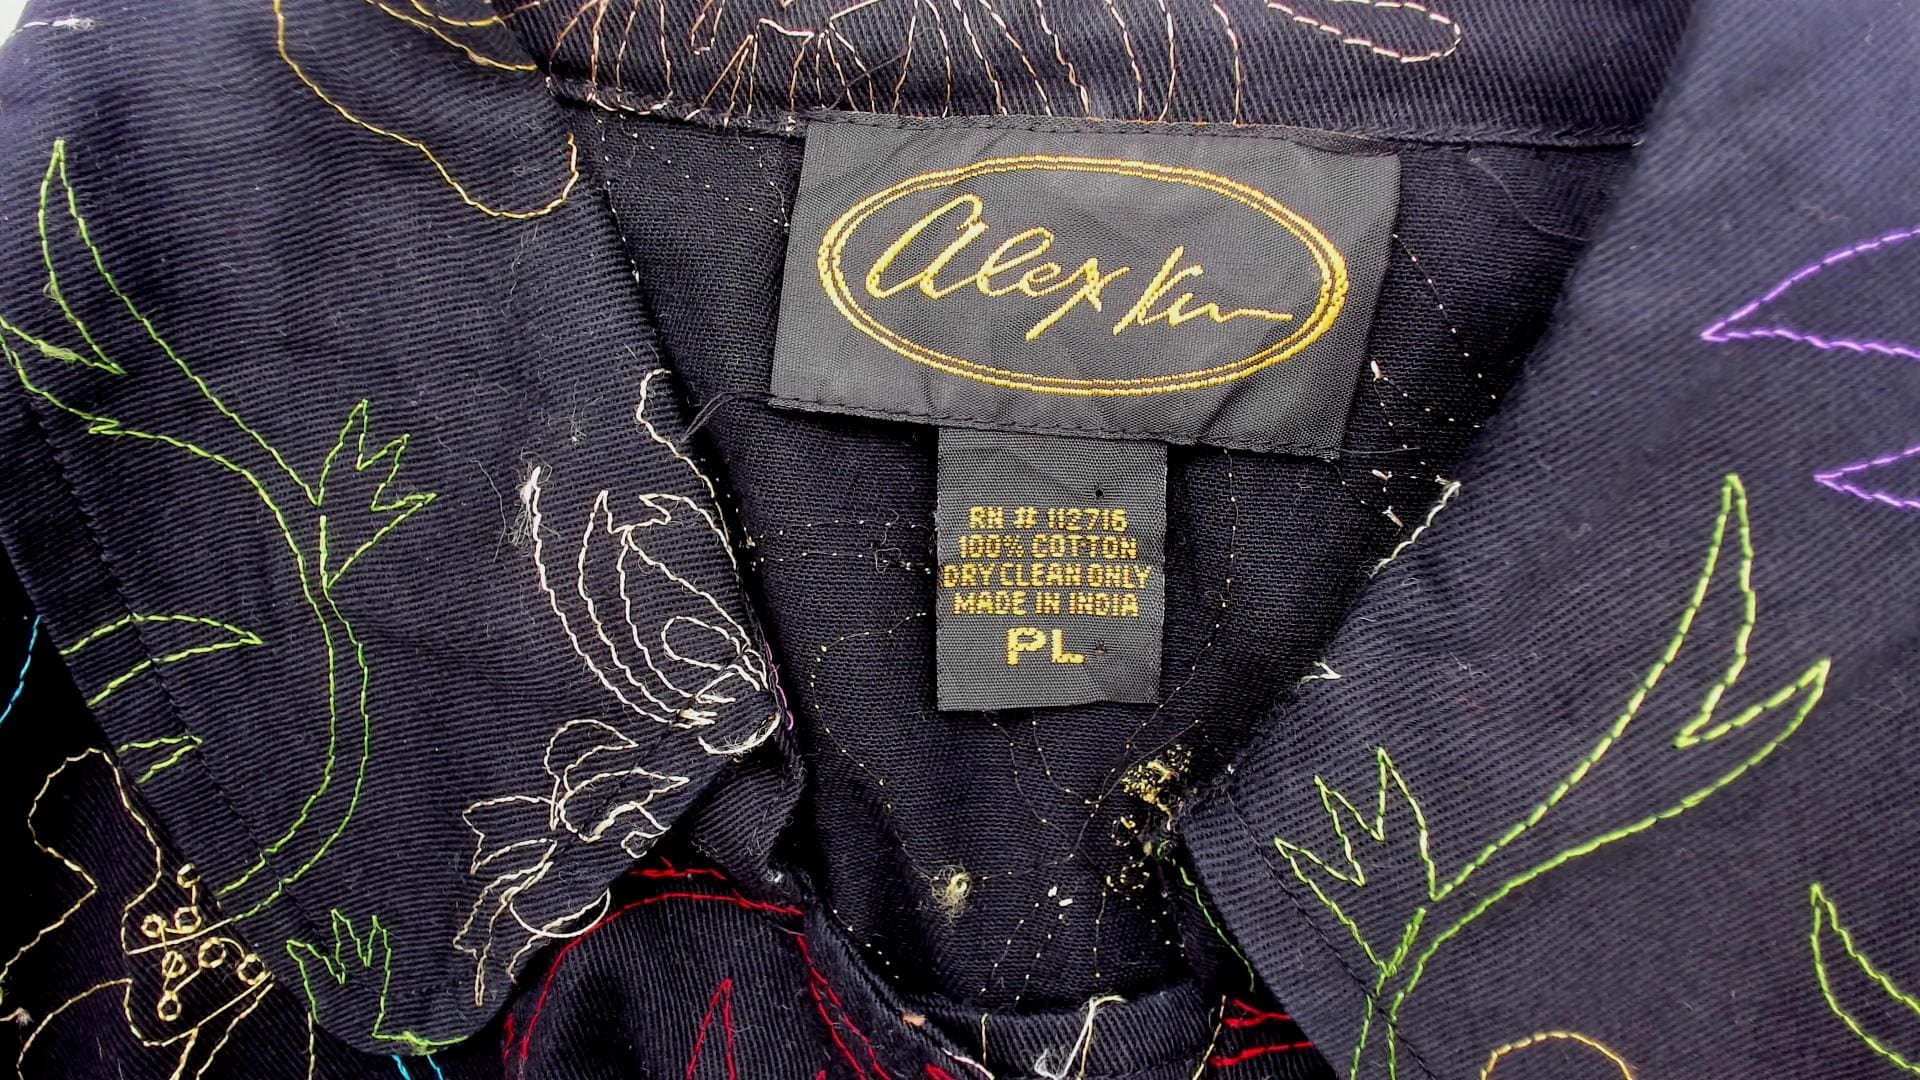 Alex Kim
RN # 112716
100% COTTON
DRY CLEAN ONLY
MADE IN INDIA
PL